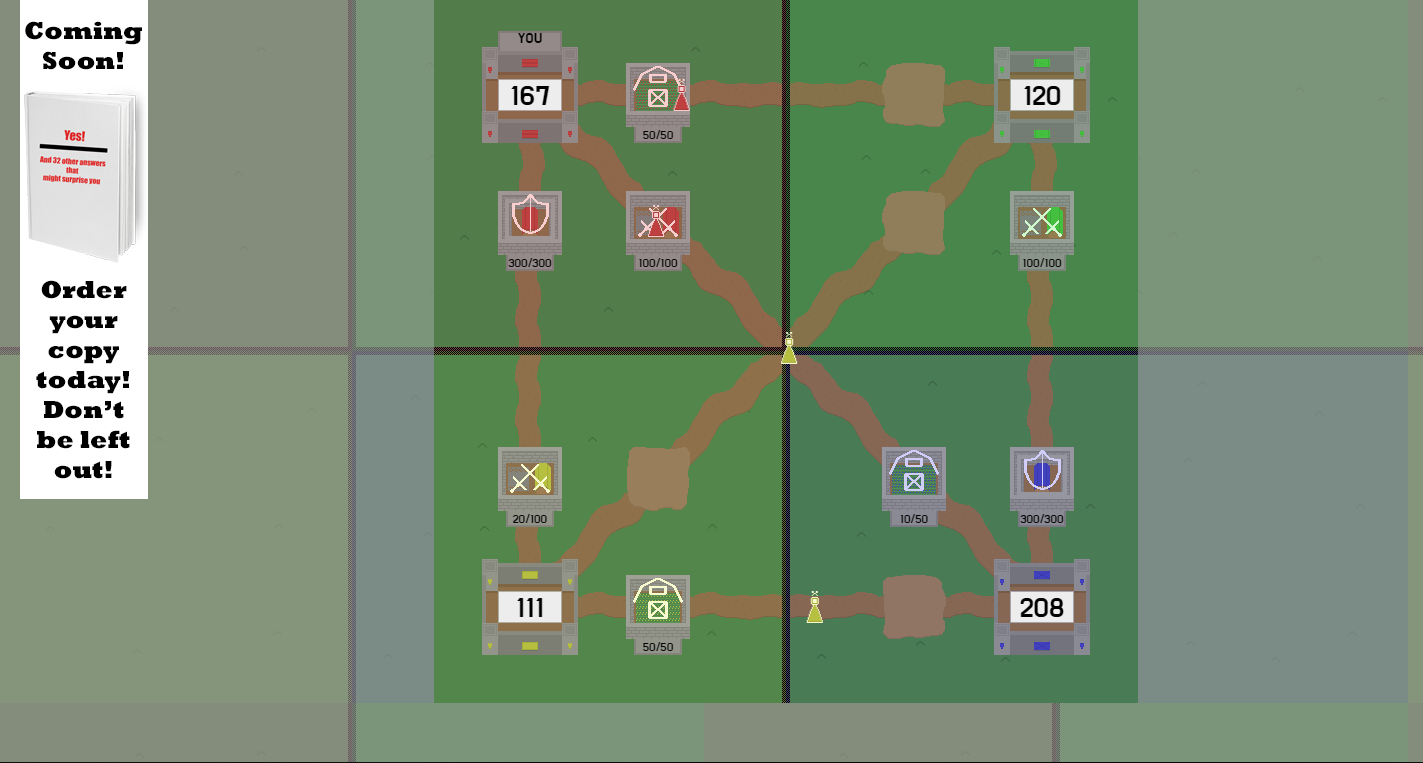 Coming
Soon!
Yes!
And 32 other answers
that
might surprise you
Order
your
copy
today!
Don't
be left
out!
YOU
167
50/50
120
300/300
100/100
100/100
20/100
10/50
300/300
111
50/50
208